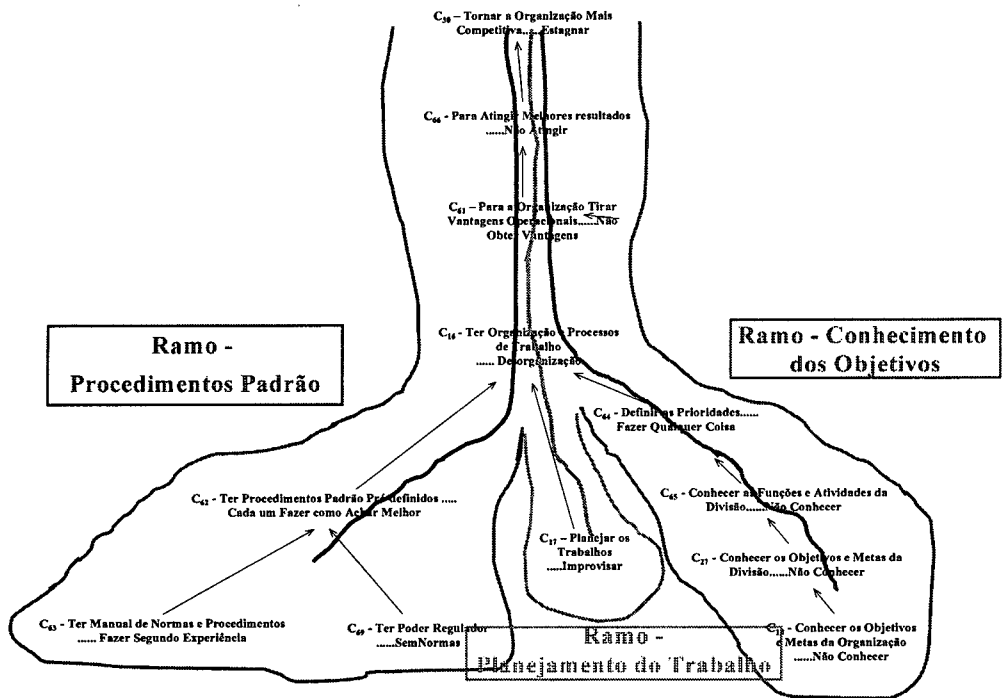 C30 – Tornar a Organização Mais
Competitiva.....Estagnar
C66 - Para Atingir Melhores resultados
......Não Atingir
C61 – Para a Organização Tirar
Vantagens Operacionais.....Não
Obter Vantagens
C16 - Ter Organização e Processos
de Trabalho
...... Desorganização
Ramo -
Procedimentos Padrão
Ramo - Conhecimento
dos Objetivos
C64 – Definir as Prioridades......
Fazer Qualquer Coisa
C62 - Ter Procedimentos Padrão Pré-definidos .....
Cada um Fazer como Achar Melhor
C65 - Conhecer as Funções e Atividades da
Divisão......Não Conhecer
C17 – Planejar os
Trabalhos
.....Improvisar
C27 - Conhecer os Objetivos e Metas da
Divisão....Não Conhecer
C63 - Ter Manual de Normas e Procedimentos
...... Fazer Segundo Experiência
C69 - Ter Poder Regulador
......SemNormas
Conhecer os Objetivos
e Metas da Organização
.....Não Conhecer
Ramo -
Planejamento do Trabalho